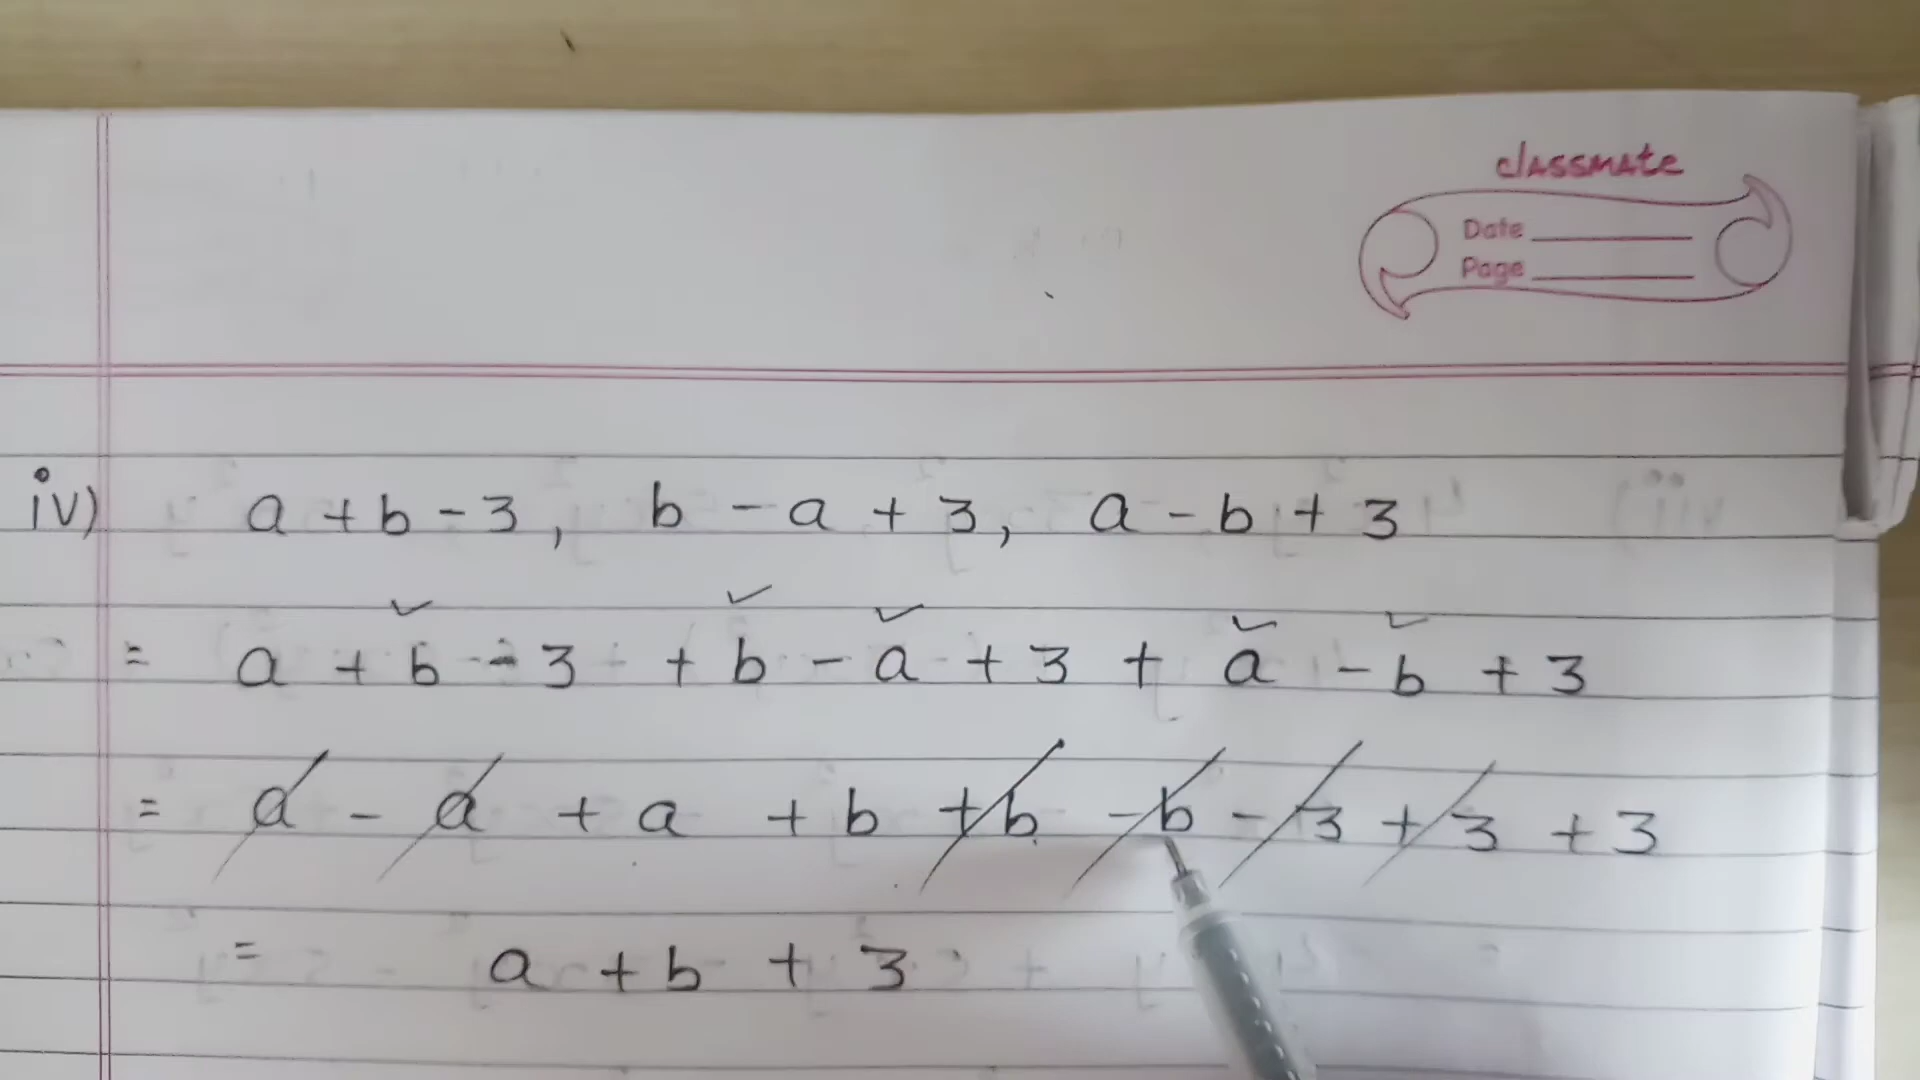 classmate
Date
Page
iv) a + b - 3, b - a + 3, a - b + 3
= a + b - 3 + b - a + 3 + a - b + 3
= a - a + a + b + b - b - 3 + 3 + 3
= a + b + 3